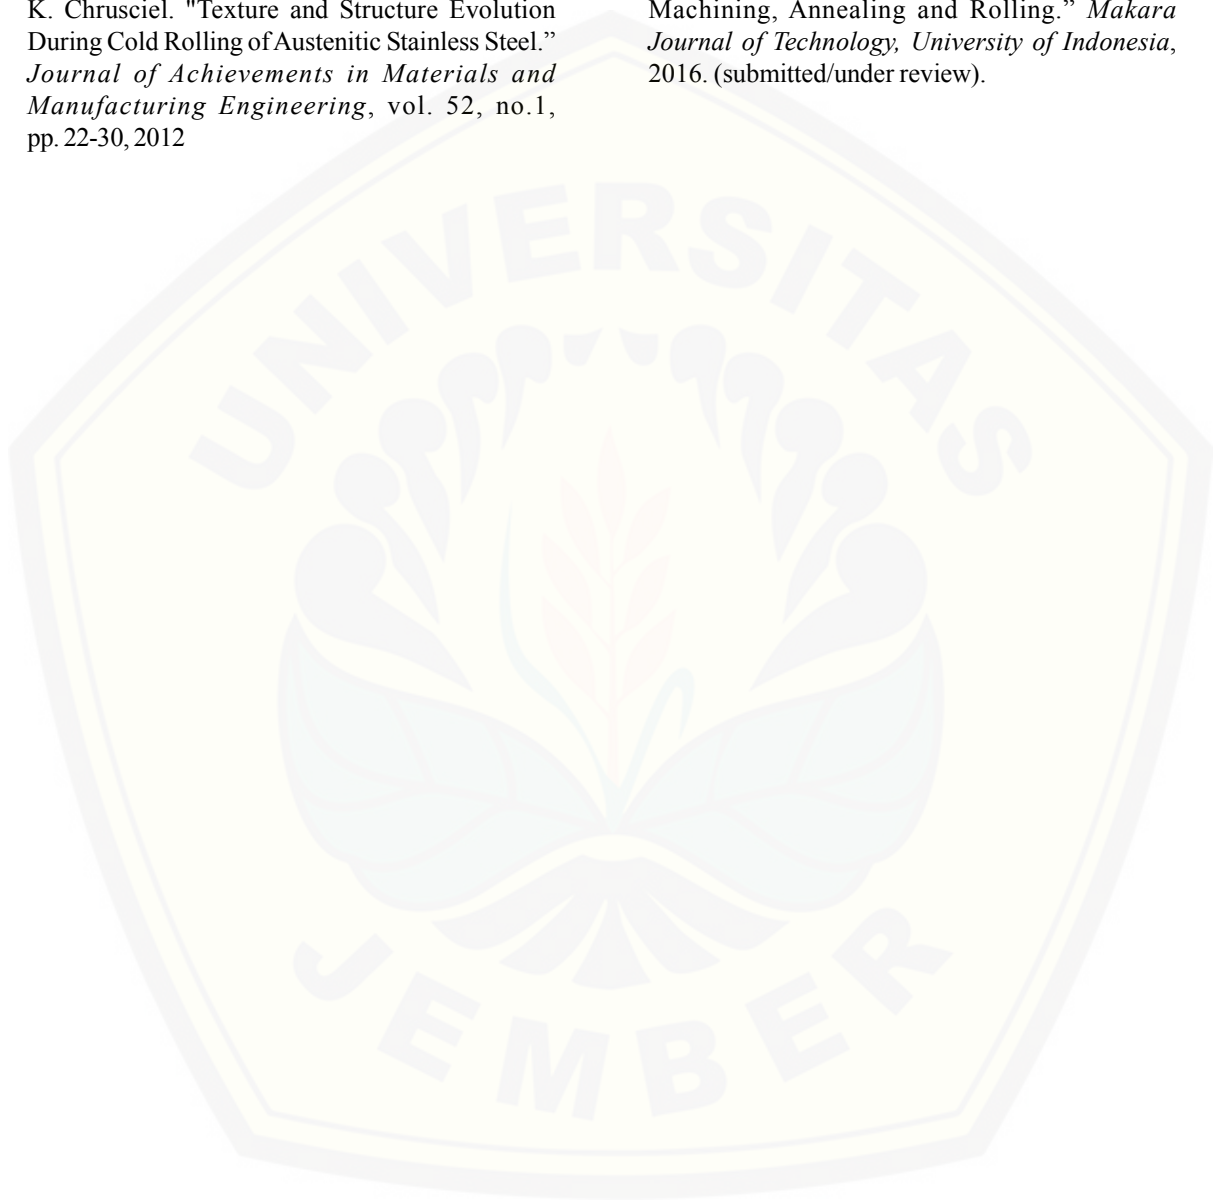 K. Chrusciel. "Texture and Structure Evolution
During Cold Rolling of Austenitic Stainless Steel.”
Journal of Achievements in Materials and
Manufacturing Engineering, vol. 52, no.1,
pp. 22-30, 2012
Machining, Annealing and Rolling.” Makara
Journal of Technology, University of Indonesia,
2016. (submitted/under review).
UNIVERSITAS
JEMBER